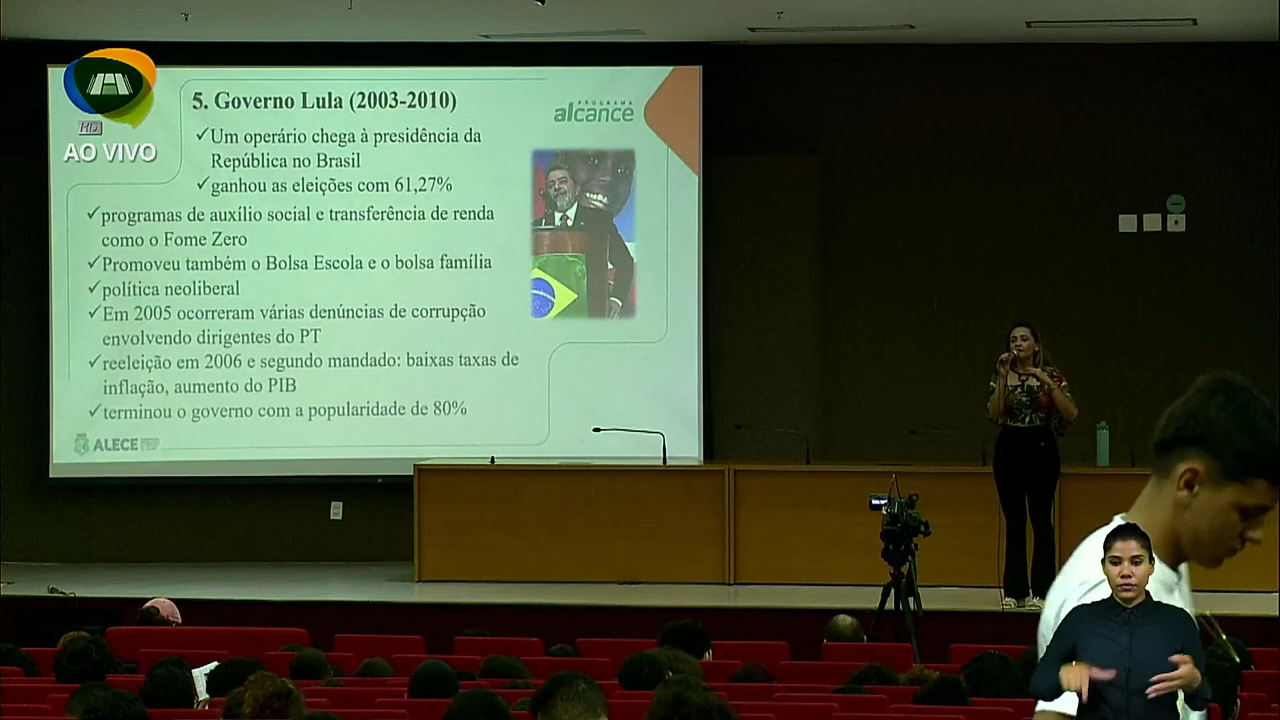 HD
AO VIVO
5. Governo Lula (2003-2010)
PROGRAMA
alcance
✓Um operário chega à presidência da
República no Brasil
✓ganhou as eleições com 61,27%
✓programas de auxílio social e transferência de renda
como o Fome Zero
✓Promoveu também o Bolsa Escola e o bolsa família
✓política neoliberal
✓Em 2005 ocorreram várias denúncias de corrupção
envolvendo dirigentes do PT
✓reeleição em 2006 e segundo mandado: baixas taxas de
inflação, aumento do PIB
✓terminou o governo com a popularidade de 80%
ALECE